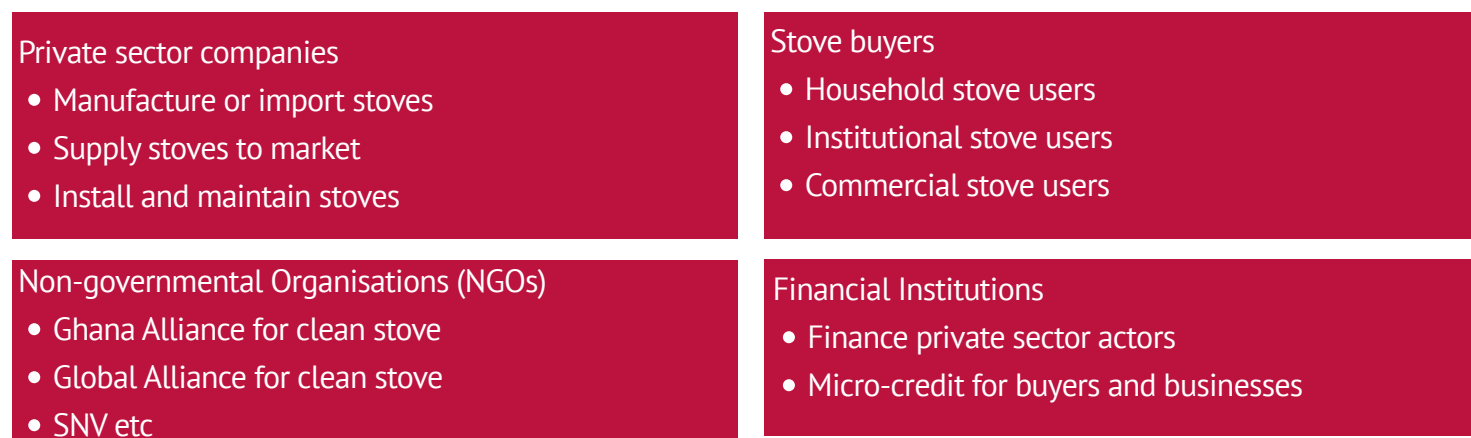 Private sector companies
• Manufacture or import stoves
• Supply stoves to market
• Install and maintain stoves
Stove buyers
• Household stove users
• Institutional stove users
• Commercial stove users
Non-governmental Organisations (NGOs)
• Ghana Alliance for clean stove
• Global Alliance for clean stove
• SNV etc
Financial Institutions
• Finance private sector actors
• Micro-credit for buyers and businesses